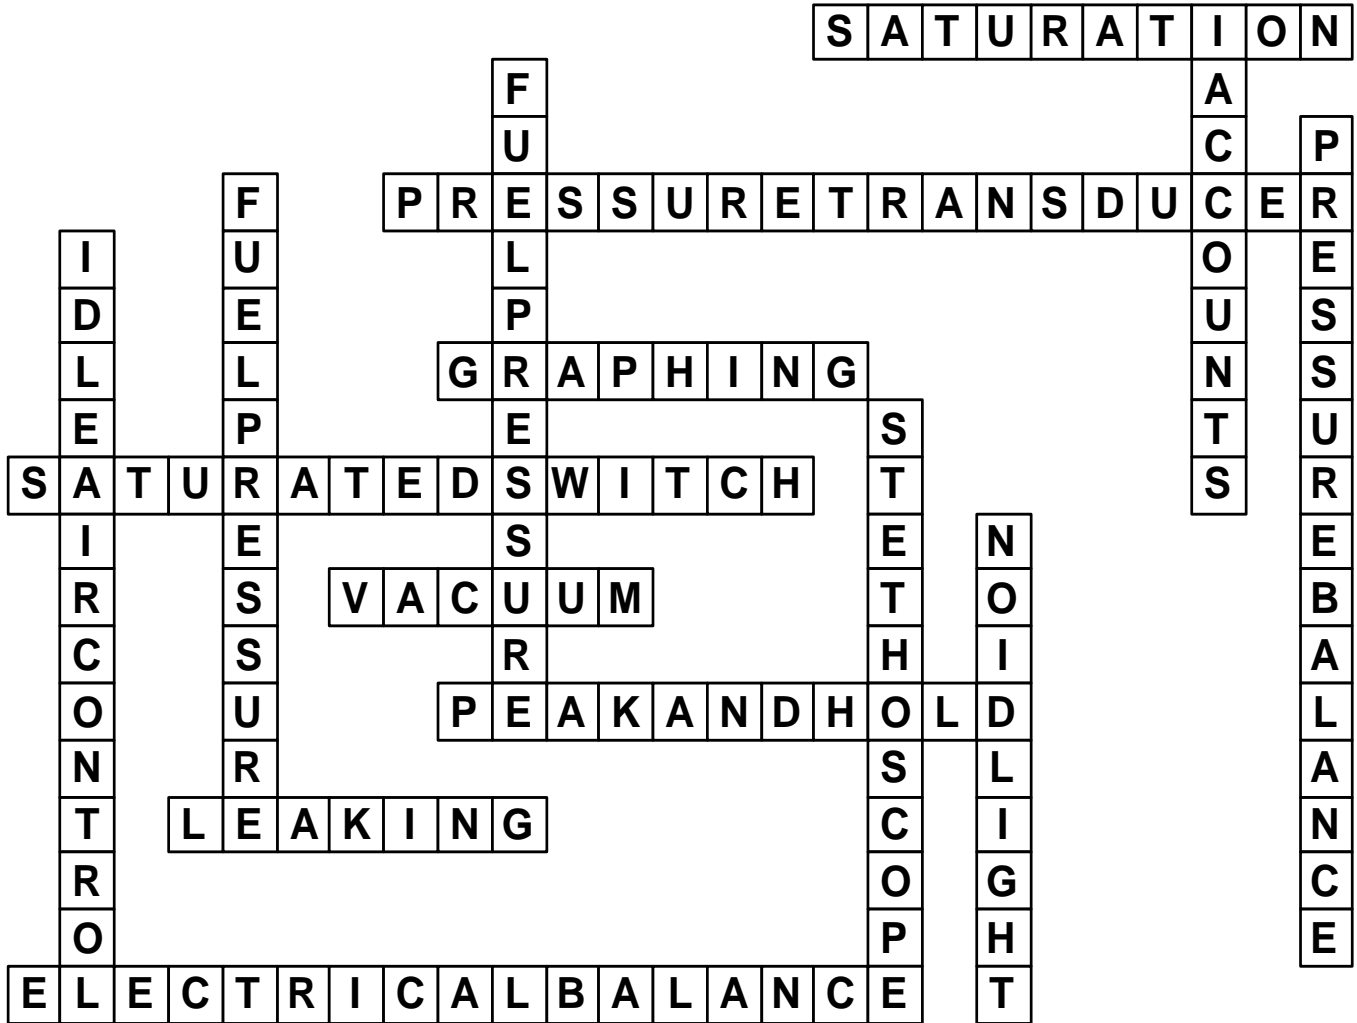 SATURATION
IACCOUNTS
FUELPRESSURE
PRESSUREBALANCE
FUELPRESSURE
PRESSURETRANSDUCER
IDLEAIRCONTROL
GRAPHING
STETHOSCOPE
SATURATEDSWITCH
NOIDLIGHT
VACUUM
PEAKANDHOLD
LEAKING
ELECTRICALBALANCE